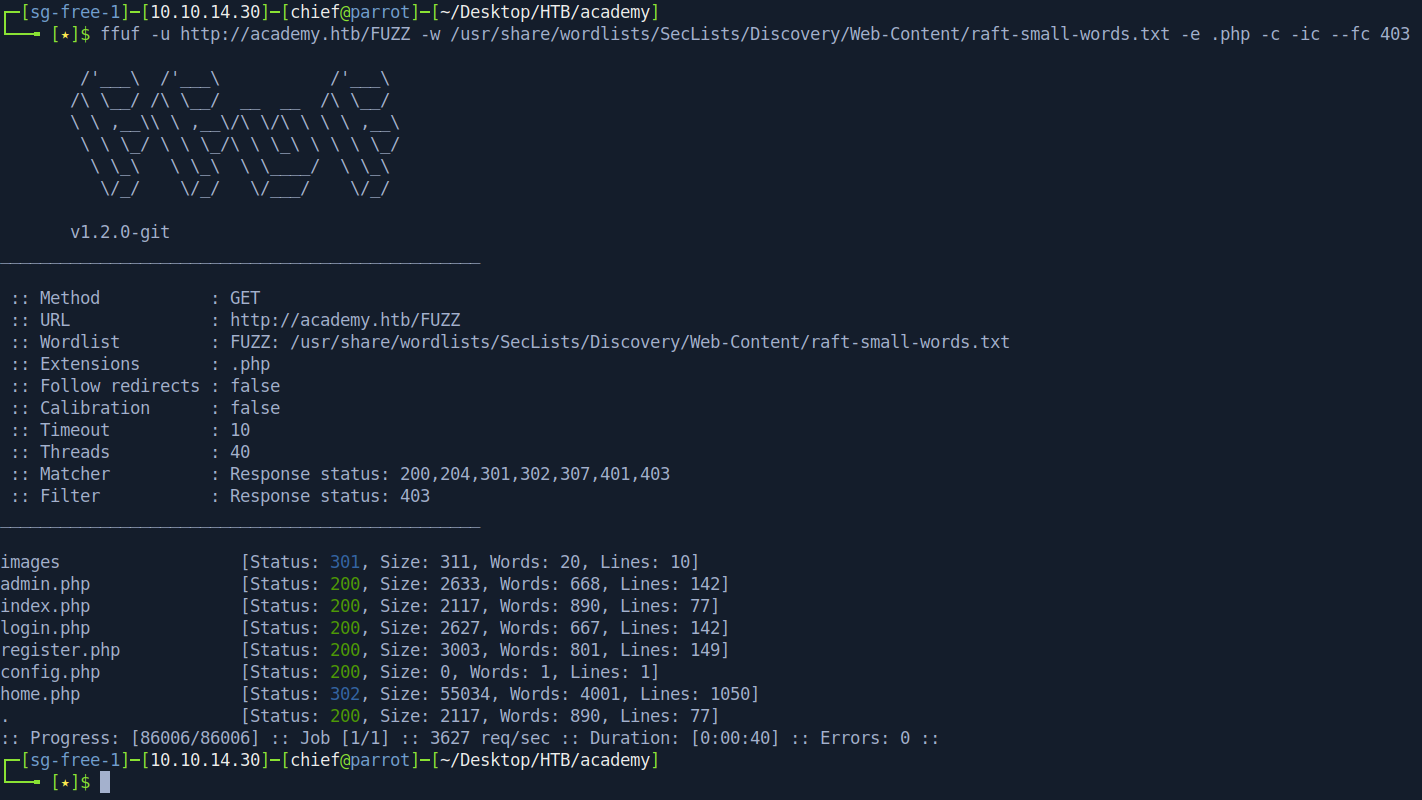 ┌─[sg-free-1]─[10.10.14.30]─[chief@parrot]─[~/Desktop/HTB/academy]
└──╼ [★]$ ffuf -u http://academy.htb/FUZZ -w /usr/share/wordlists/SecLists/Discovery/Web-Content/raft-small-words.txt -e .php -c -ic --fc 403
        /'___\  /'___\           /'___\
       /\ \__/ /\ \__/  __  __  /\ \__/
       \ \ ,__\\ \ ,__\/\ \/\ \ \ \ ,__\
        \ \ \_/ \ \ \_/\ \ \_\ \ \ \ \_/
         \ \_\   \ \_\  \ \____/  \ \_\
          \/_/    \/_/   \/___/    \/_/
       v1.2.0-git
________________________________________________
 :: Method           : GET
 :: URL              : http://academy.htb/FUZZ
 :: Wordlist         : FUZZ: /usr/share/wordlists/SecLists/Discovery/Web-Content/raft-small-words.txt
 :: Extensions       : .php
 :: Follow redirects : false
 :: Calibration      : false
 :: Timeout          : 10
 :: Threads          : 40
 :: Matcher          : Response status: 200,204,301,302,307,401,403
 :: Filter           : Response status: 403
________________________________________________
images                  [Status: 301, Size: 311, Words: 20, Lines: 10]
admin.php               [Status: 200, Size: 2633, Words: 668, Lines: 142]
index.php               [Status: 200, Size: 2117, Words: 890, Lines: 77]
login.php               [Status: 200, Size: 2627, Words: 667, Lines: 142]
register.php            [Status: 200, Size: 3003, Words: 801, Lines: 149]
config.php              [Status: 200, Size: 0, Words: 1, Lines: 1]
home.php                [Status: 302, Size: 55034, Words: 4001, Lines: 1050]
.                       [Status: 200, Size: 2117, Words: 890, Lines: 77]
:: Progress: [86006/86006] :: Job [1/1] :: 3627 req/sec :: Duration: [0:00:40] :: Errors: 0 ::
┌─[sg-free-1]─[10.10.14.30]─[chief@parrot]─[~/Desktop/HTB/academy]
└──╼ [★]$